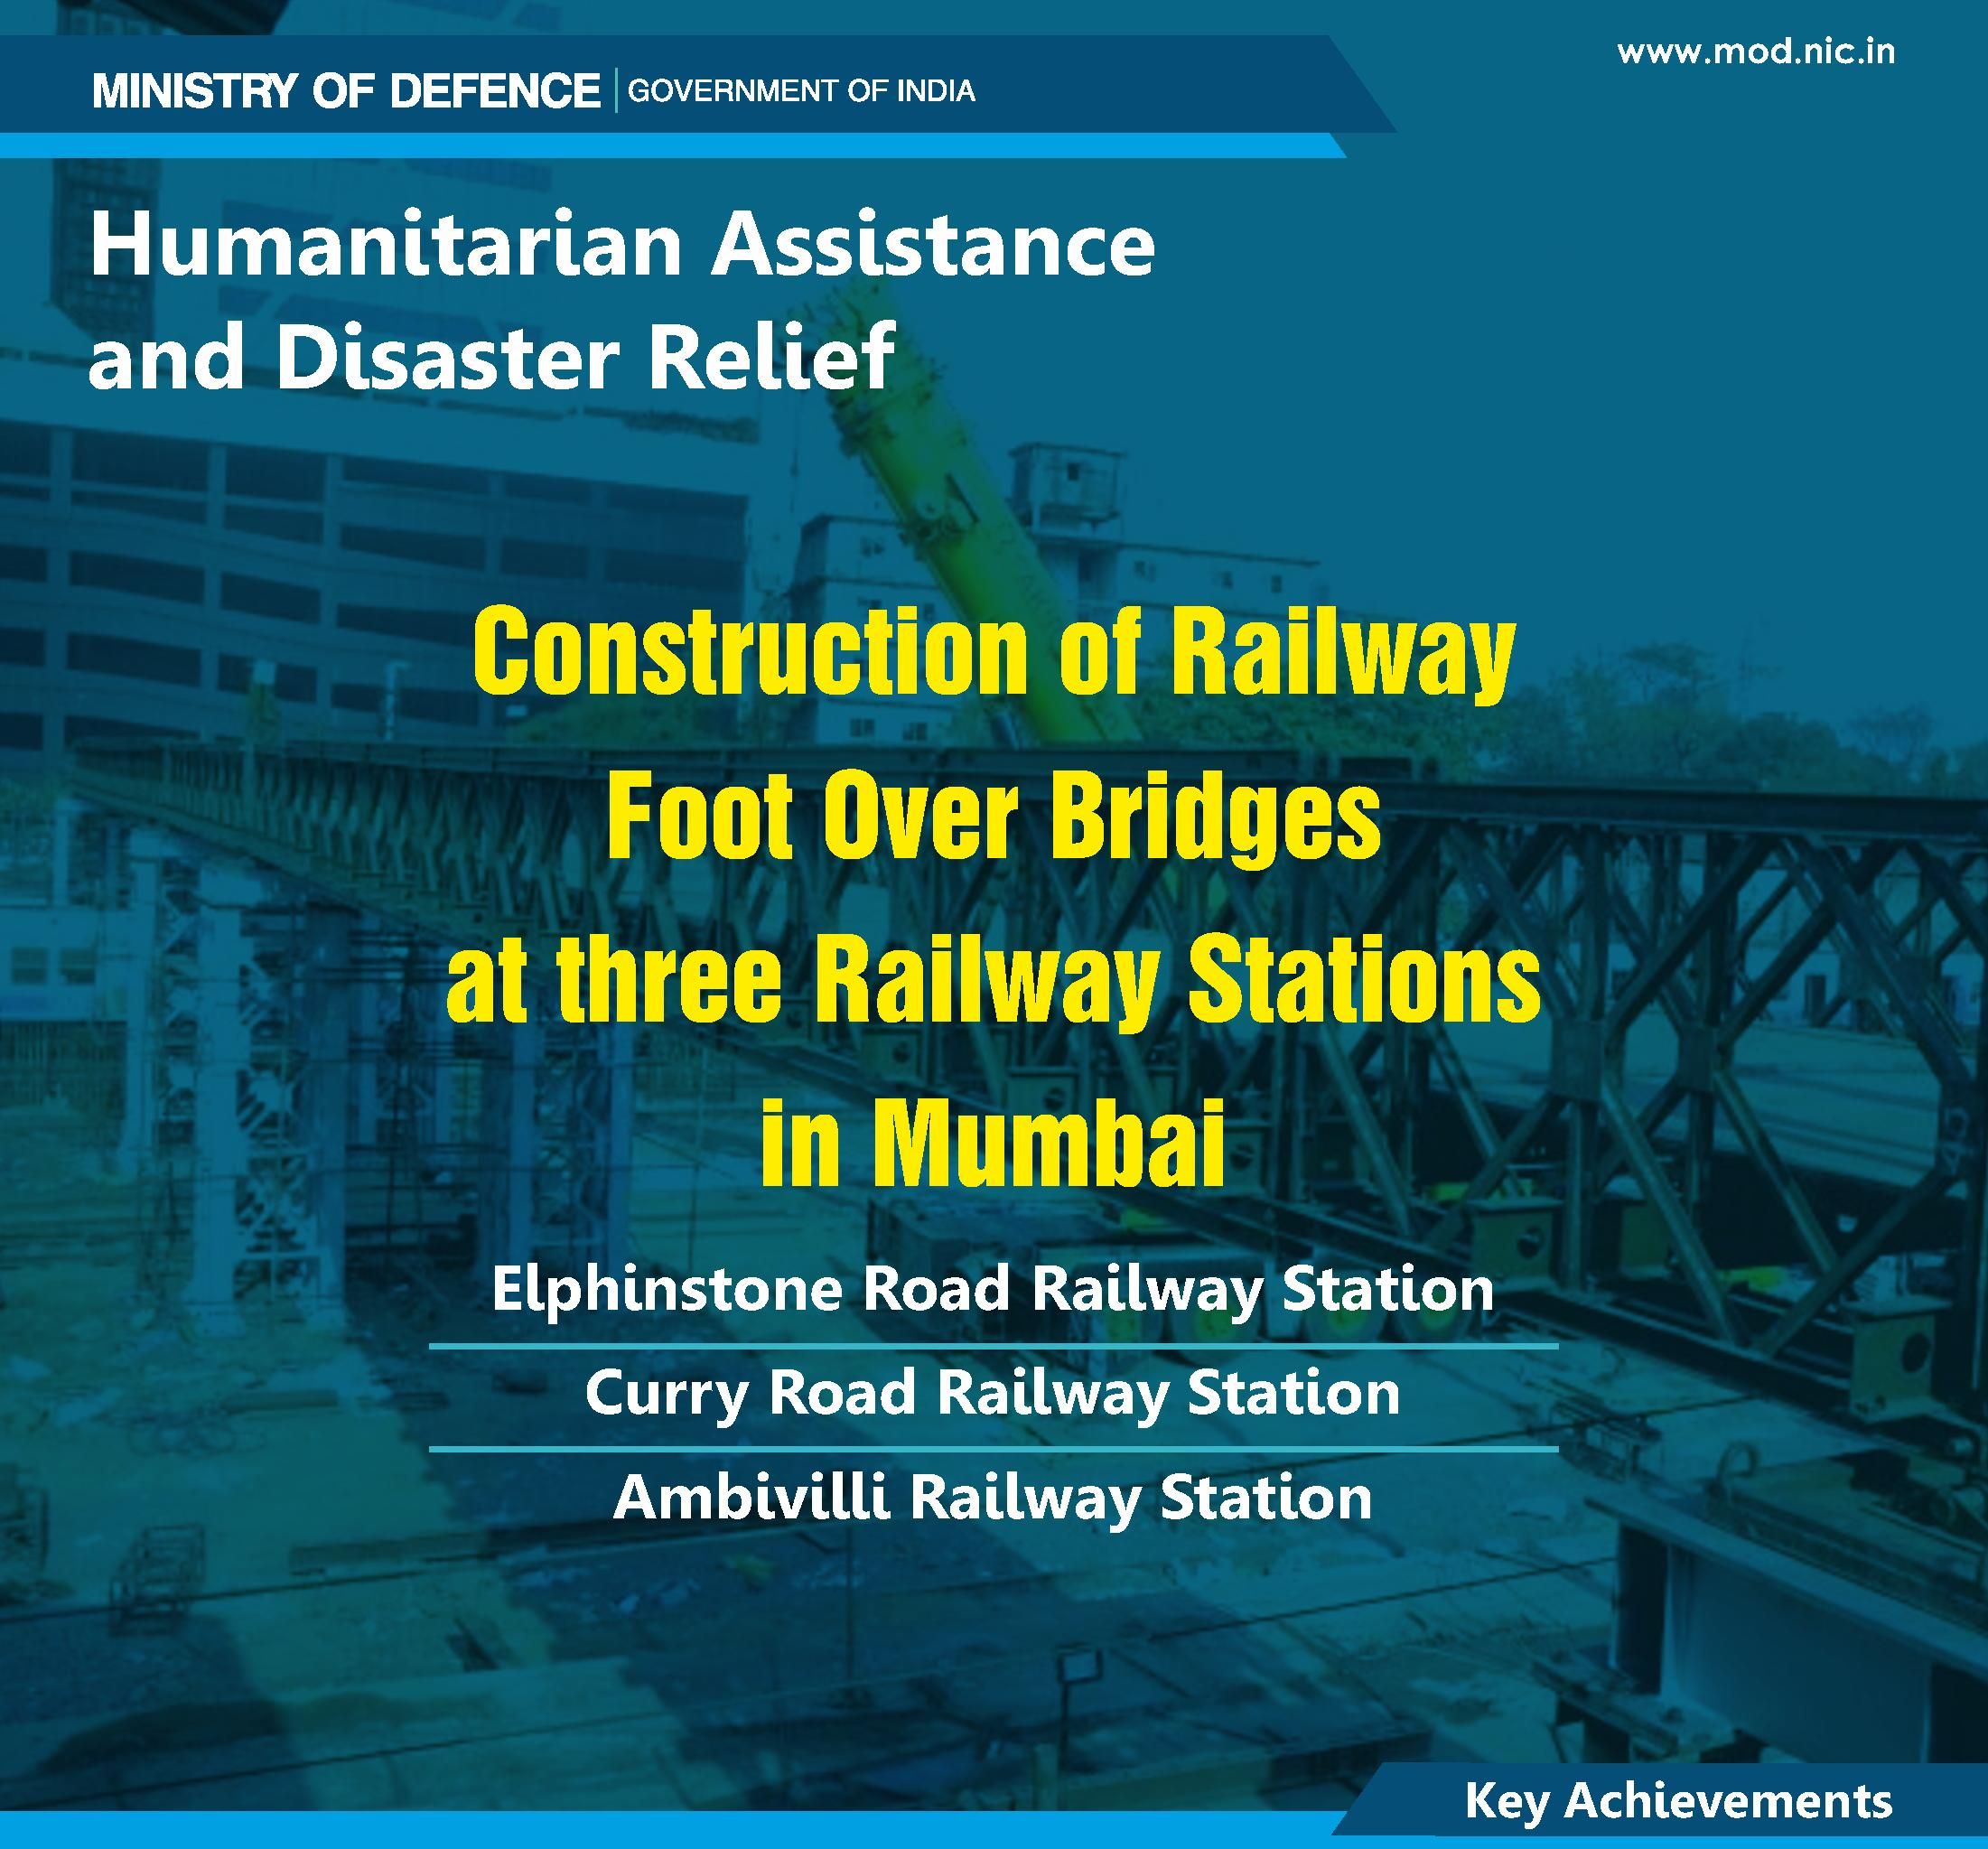 www.mod.nic.in
MINISTRY OF DEFENCE | GOVERNMENT OF INDIA
Humanitarian Assistance
and Disaster Relief
Construction of Railway
Foot Over Bridges
at three Railway Stations
in Mumbai
Elphinstone Road Railway Station
Curry Road Railway Station
Ambivilli Railway Station
Key Achievements